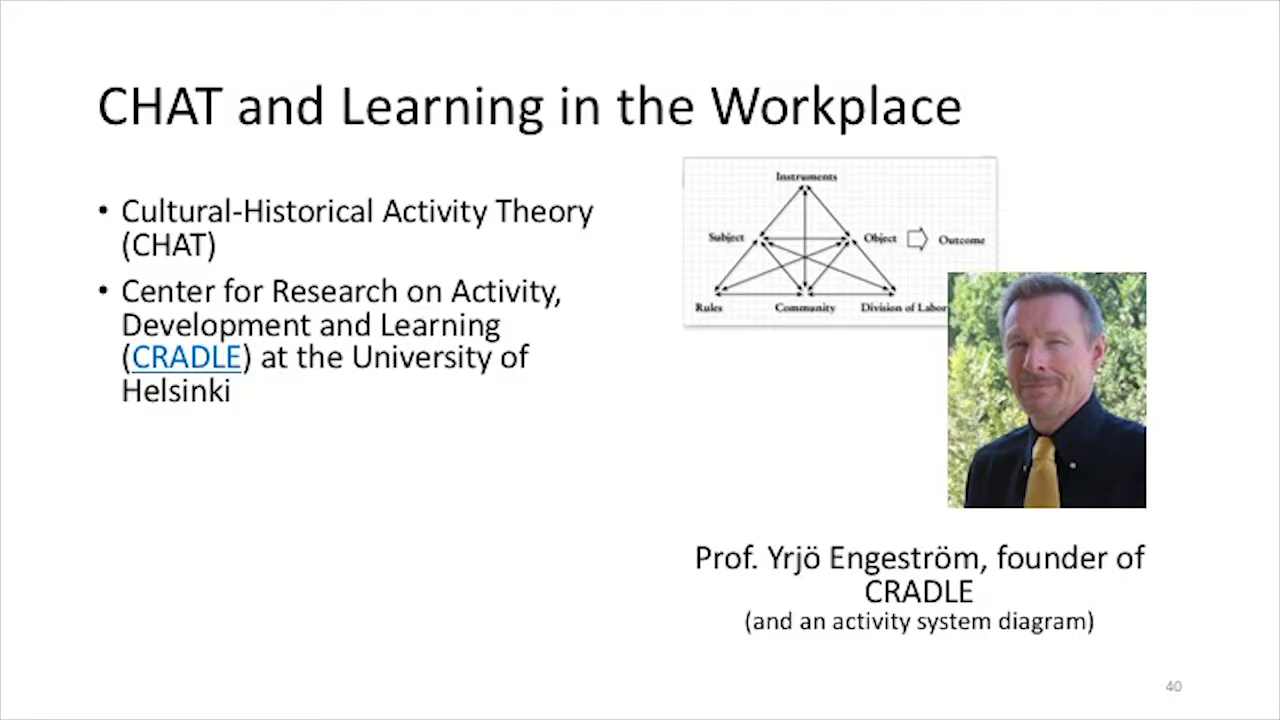 CHAT and Learning in the Workplace
• Cultural-Historical Activity Theory
(CHAT)
• Center for Research on Activity,
Development and Learning
(CRADLE) at the University of
Helsinki
Instruments
Subject
Object
Outcome
Rules
Community
Division of Labor
Prof. Yrjö Engeström, founder of
CRADLE
(and an activity system diagram)
40